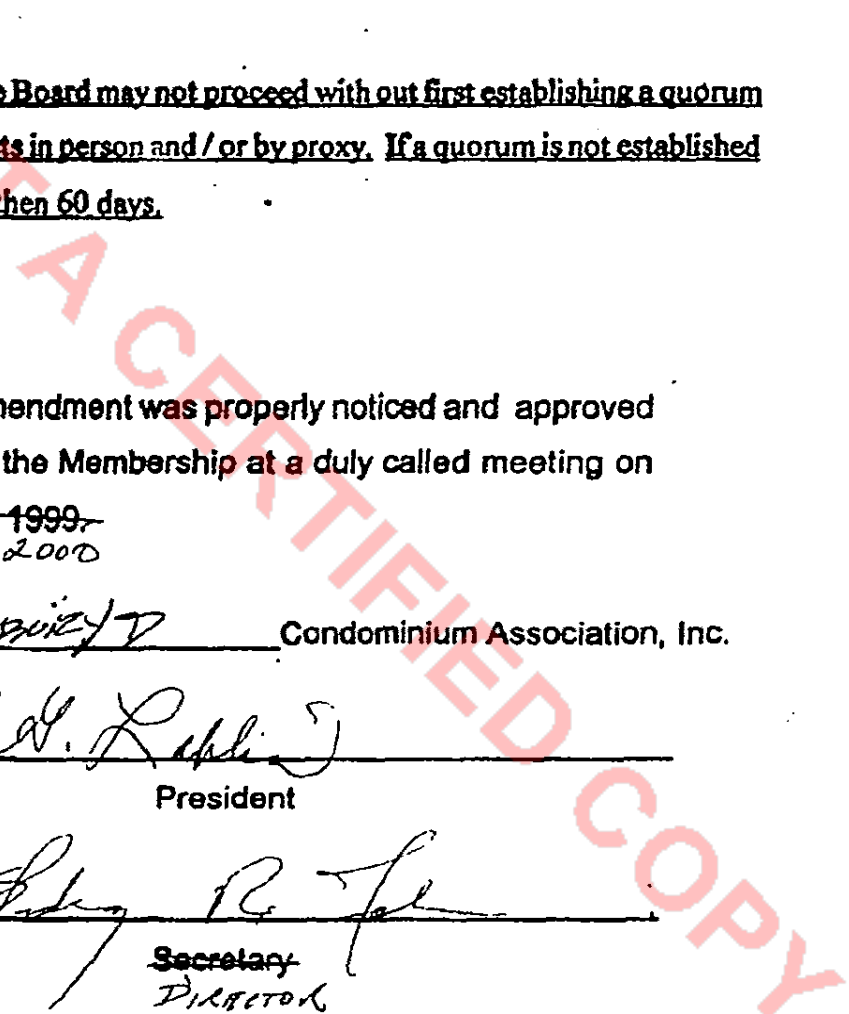 Board may not proceed with out first establishing a quorum
ts in person and / or by proxy. If a quorum is not established
then 60 days.
mendment was properly noticed and approved
the Membership at a duly called meeting on
1999.
2000
D Condominium Association, Inc.
G.
President
R.
Secretary
DIRECTOR
A CERTIFIED COPY